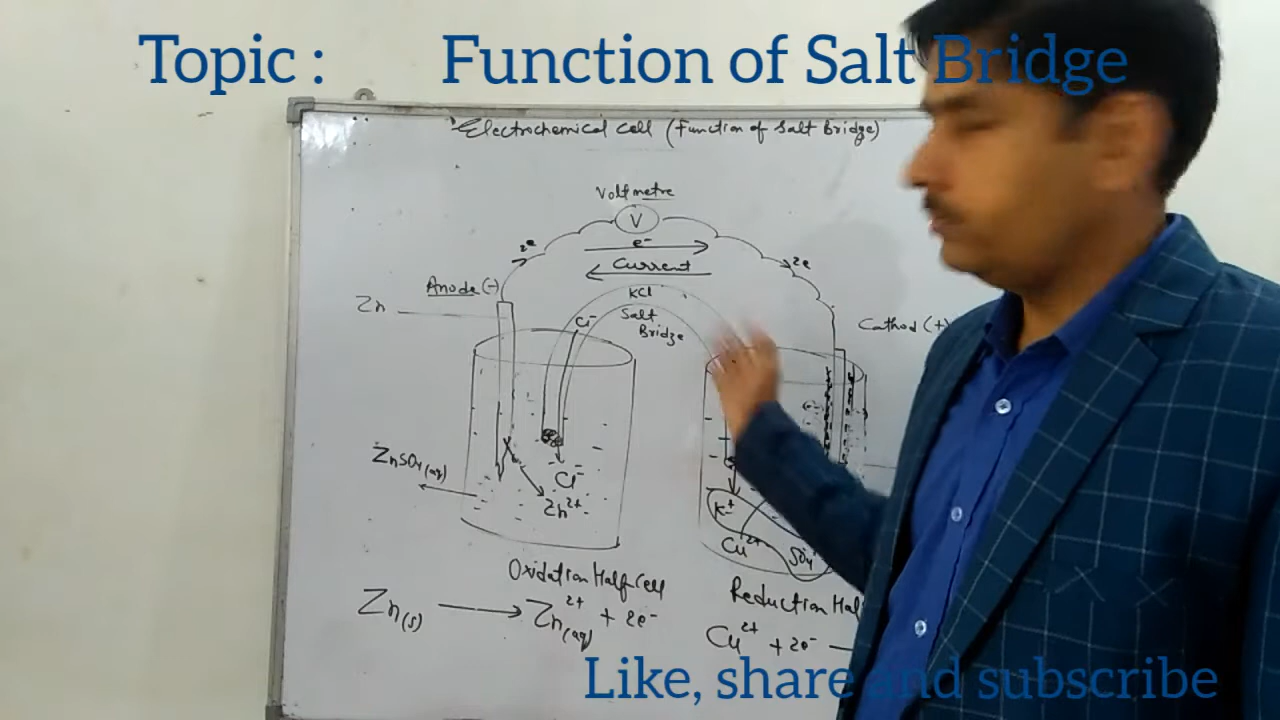 Topic : Function of Salt Bridge
Electrochemical Cell (Function of Salt Bridge)
Voltmetre
V
2e
e⁻
2e
Current
Anode (-)
KCl
Zn
Cl⁻
Salt
Bridge
Cathod (+)
ZnSO₄(aq)
Cl⁻
Zn²⁺
K⁺
Cu²⁺
SO₄
Oxidation Half Cell
Reduction Hal
Zn(s) → Zn²⁺(aq) + 2e⁻
Cu²⁺ + 2e⁻
Like, share and subscribe